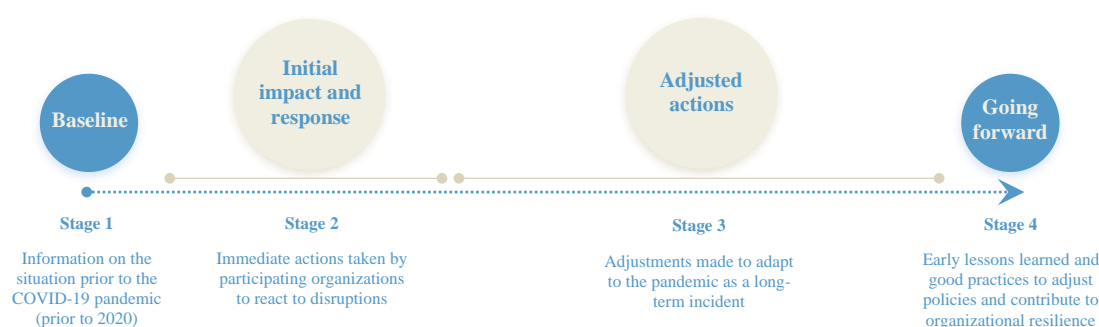 Baseline
Initial
impact and
response
Adjusted
actions
Going
forward
Stage 1
Information on the
situation prior to the
COVID-19 pandemic
(prior to 2020)
Stage 2
Immediate actions taken by
participating organizations
to react to disruptions
Stage 3
Adjustments made to adapt
to the pandemic as a long-
term incident
Stage 4
Early lessons learned and
good practices to adjust
policies and contribute to
organizational resilience